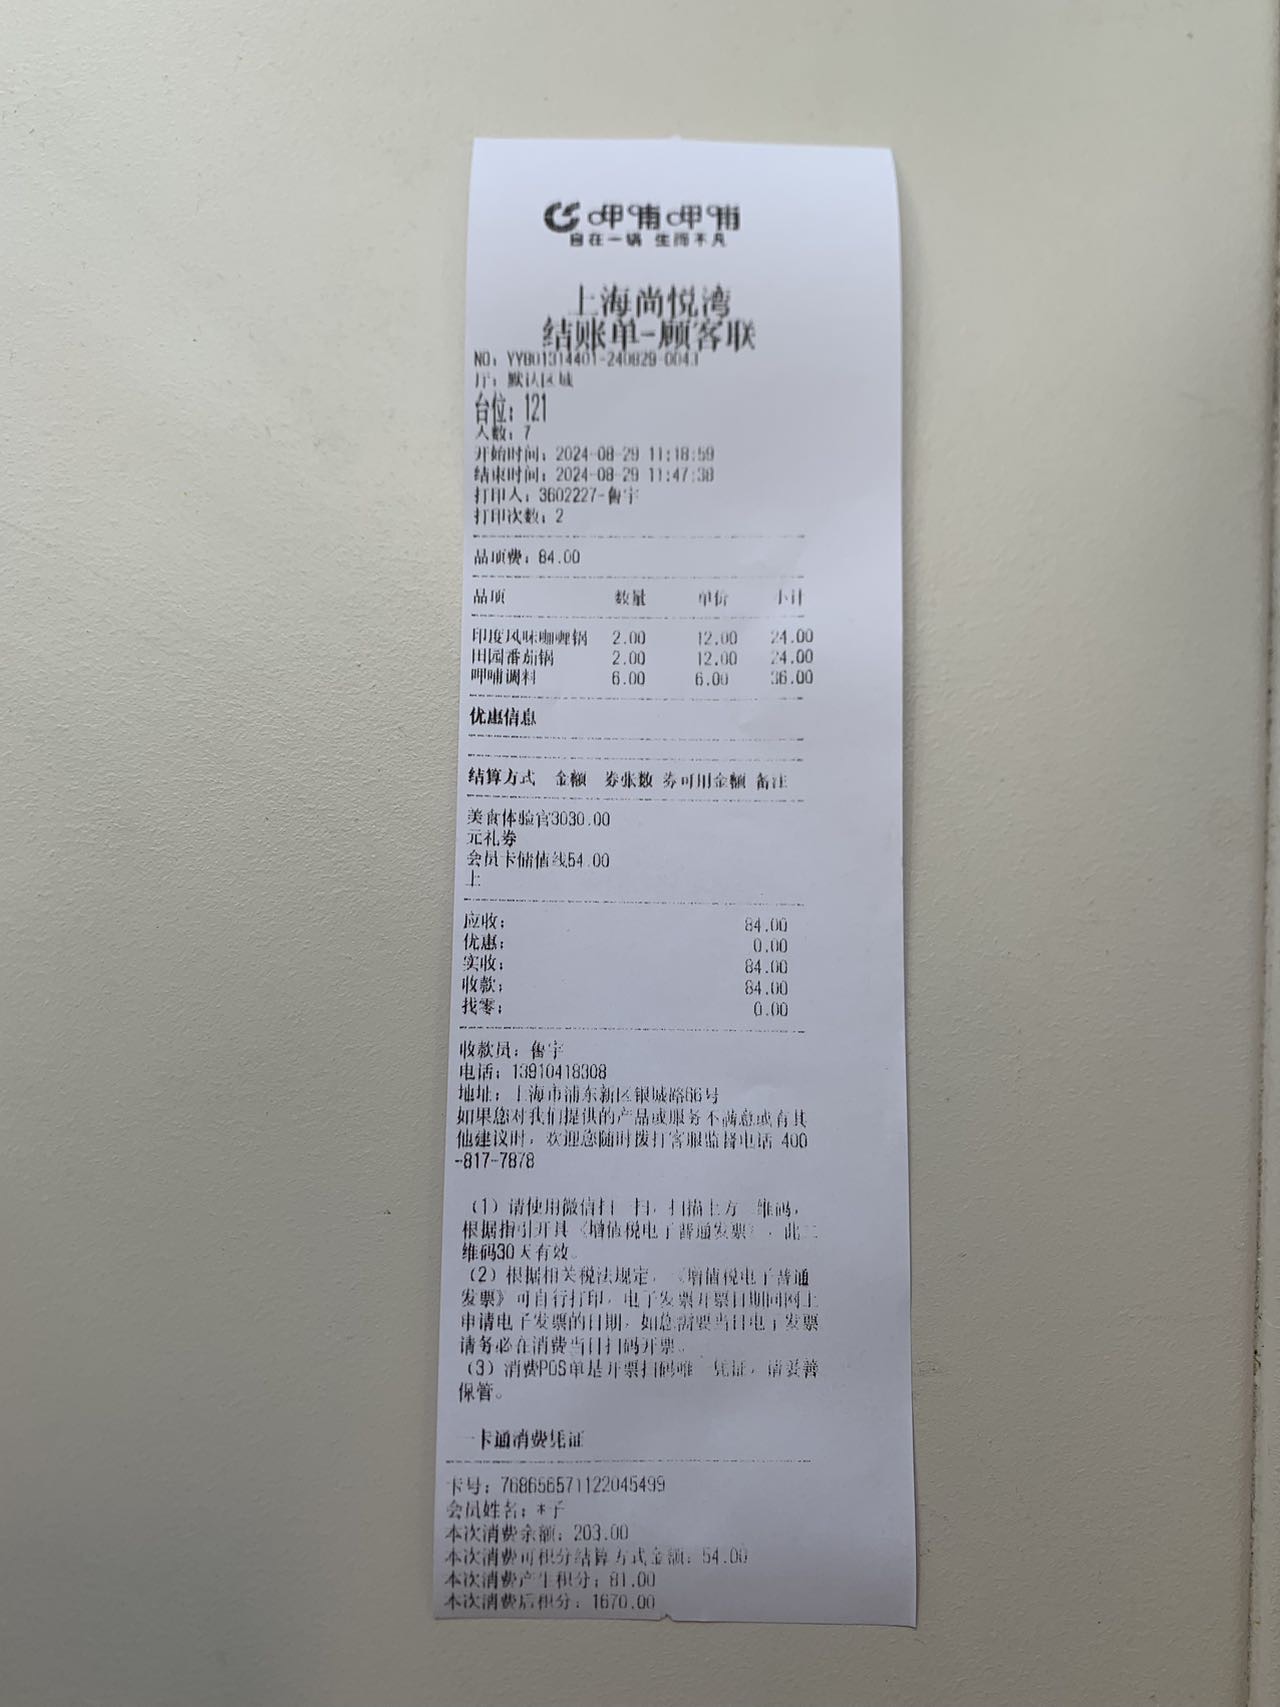 呷哺呷哺
自在一锅 生而不凡
上海尚悦湾
结账单-顾客联
NO: YYB01314401-240829-0043
厅: 默认区域
台位: 121
人数: 7
开始时间: 2024-08-29 11:18:59
结束时间: 2024-08-29 11:47:38
打印人: 3602227-鲁宇
打印次数: 2
品项费: 84.00
品项 数量 单价 小计
印度风味咖喱锅 2.00 12.00 24.00
田园番茄锅 2.00 12.00 24.00
呷哺调料 6.00 6.00 36.00
优惠信息
结算方式 金额 券张数 券可用金额 备注
美食体验官3030.00
元礼券
会员卡储值线54.00
上
应收: 84.00
优惠: 0.00
实收: 84.00
收款: 84.00
找零: 0.00
收款员: 鲁宇
电话: 13910418308
地址: 上海市浦东新区银城路66号
如果您对我们提供的产品或服务不满意或有其
他建议时, 欢迎您随时拨打客服监督电话 400
-817-7878
(1) 请使用微信扫一扫, 扫描上方二维码,
根据指引开具《增值税电子普通发票》, 此二
维码30天有效。
(2) 根据相关税法规定, 《增值税电子普通
发票》可自行打印, 电子发票开票日期同网上
申请电子发票的日期, 如您需要当日电子发票
请务必在消费当日扫码开票。
(3) 消费POS单是开票扫码唯一凭证, 请妥善
保管。
一卡通消费凭证
卡号: 768656571122045499
会员姓名: *子
本次消费余额: 203.00
本次消费可积分结算方式金额: 54.00
本次消费产生积分: 81.00
本次消费后积分: 1670.00